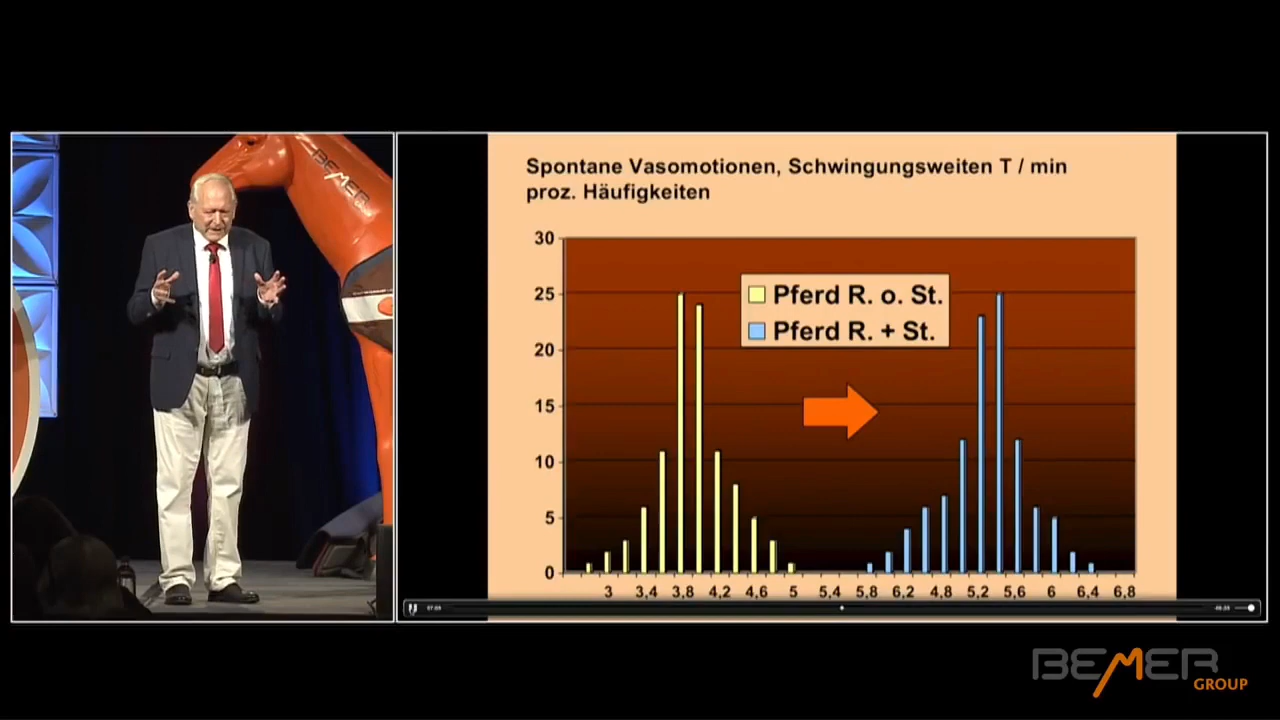 BEMER
Spontane Vasomotionen, Schwingungsweiten T / min
proz. Häufigkeiten
30
25
20
15
10
5
0
Pferd R. o. St.
Pferd R. + St.
3 3,4 3,8 4,2 4,6 5 5,4 5,8 6,2 4,8 5,2 5,6 6 6,4 6,8
BEMER
GROUP